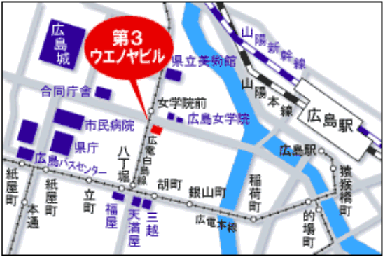 第3
ウエノヤビル
広島城
県立美術館
山陽新幹線
山陽本線
合同庁舎
女学院前
広島駅
市民病院
広島女学院
県庁
広電白島線
広島バスセンター
八丁堀
広島駅
猿猴橋町
紙屋町
紙屋町
本通
立町
胡町
銀山町
稲荷町
福屋
天満屋
三越
広電本線
的場町